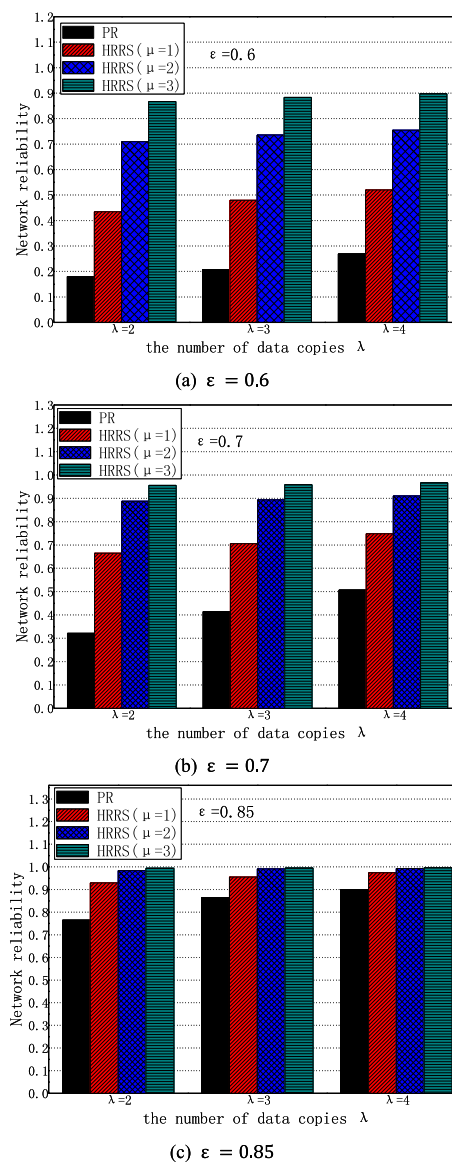 1.2
1.1
1.0
0.9
0.8
0.7
0.6
0.5
0.4
0.3
0.2
0.1
0.0
Network reliability
PR
HRRS(μ=1)
HRRS(μ=2)
HRRS(μ=3)
ε=0.6
λ=2 λ=3 λ=4
the number of data copies λ
(a) ε = 0.6
1.3
1.2
1.1
1.0
0.9
0.8
0.7
0.6
0.5
0.4
0.3
0.2
0.1
0.0
Network reliability
PR
HRRS(μ=1)
HRRS(μ=2)
HRRS(μ=3)
ε=0.7
λ=2 λ=3 λ=4
the number of data copies λ
(b) ε = 0.7
1.3
1.2
1.1
1.0
0.9
0.8
0.7
0.6
0.5
0.4
0.3
0.2
0.1
0.0
Network reliability
PR
HRRS(μ=1)
HRRS(μ=2)
HRRS(μ=3)
ε=0.85
λ=2 λ=3 λ=4
the number of data copies λ
(c) ε = 0.85